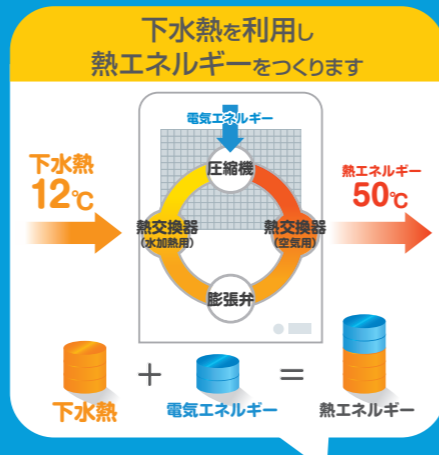 下水熱を利用し
熱エネルギーをつくります
電気エネルギー
圧縮機
下水熱
12℃
熱エネルギー
50℃
熱交換器
(水加熱用)
熱交換器
(空気用)
膨張弁
+
=
下水熱
電気エネルギー
熱エネルギー